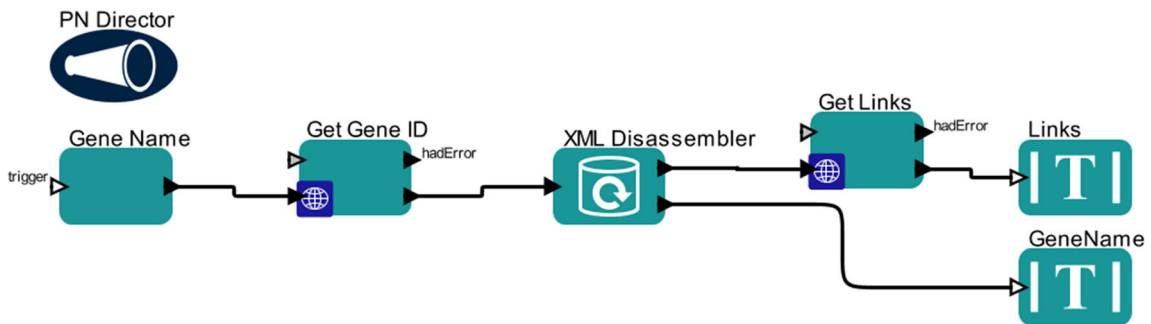 PN Director
Gene Name
trigger
Get Gene ID
hadError
XML Disassembler
Get Links
hadError
Links
T
GeneName
T